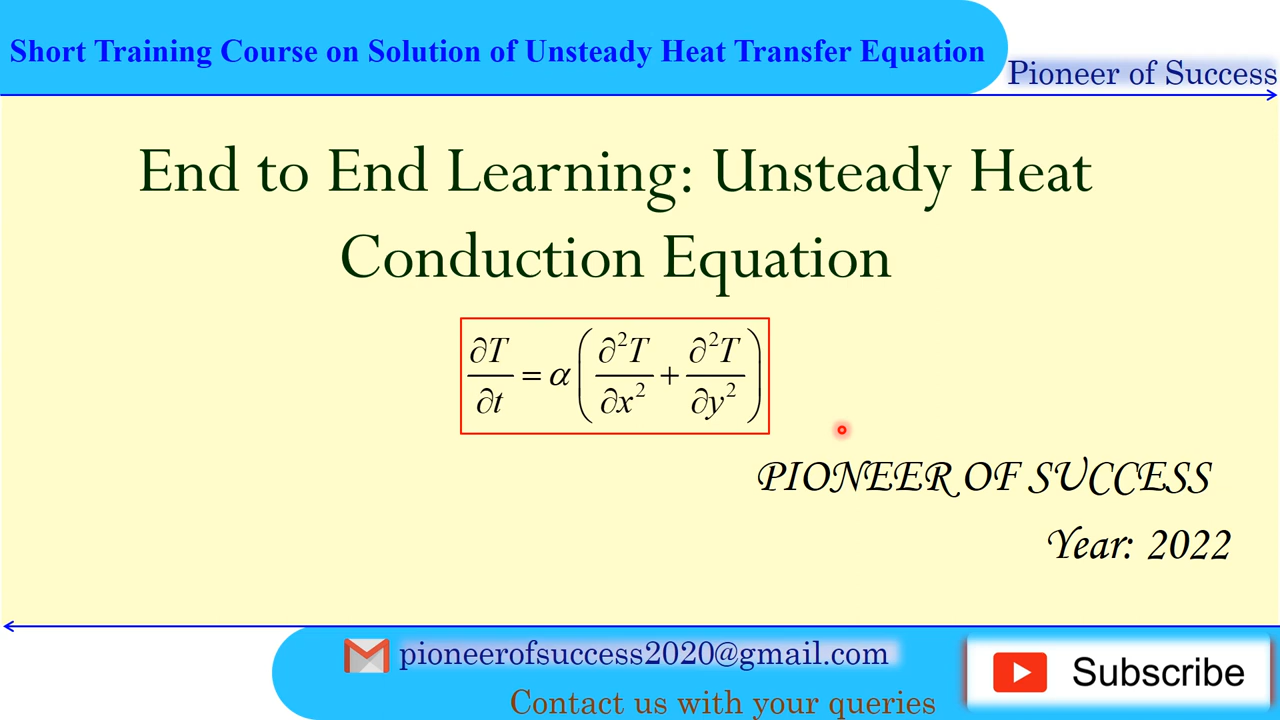 Short Training Course on Solution of Unsteady Heat Transfer Equation
Pioneer of Success
End to End Learning: Unsteady Heat
Conduction Equation
∂T/∂t = α(∂²T/∂x² + ∂²T/∂y²)
PIONEER OF SUCCESS
Year: 2022
pioneerofsuccess2020@gmail.com
Subscribe
Contact us with your queries